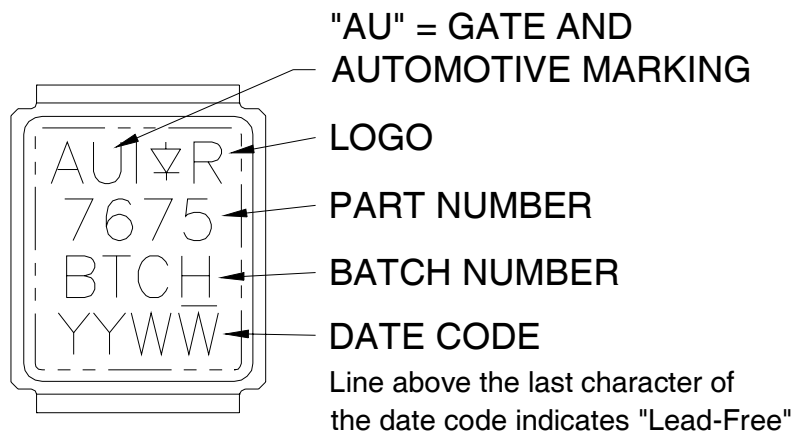 "AU" = GATE AND
AUTOMOTIVE MARKING
AUI R
LOGO
7675
PART NUMBER
BTCH
BATCH NUMBER
YYWW
DATE CODE
Line above the last character of
the date code indicates "Lead-Free"